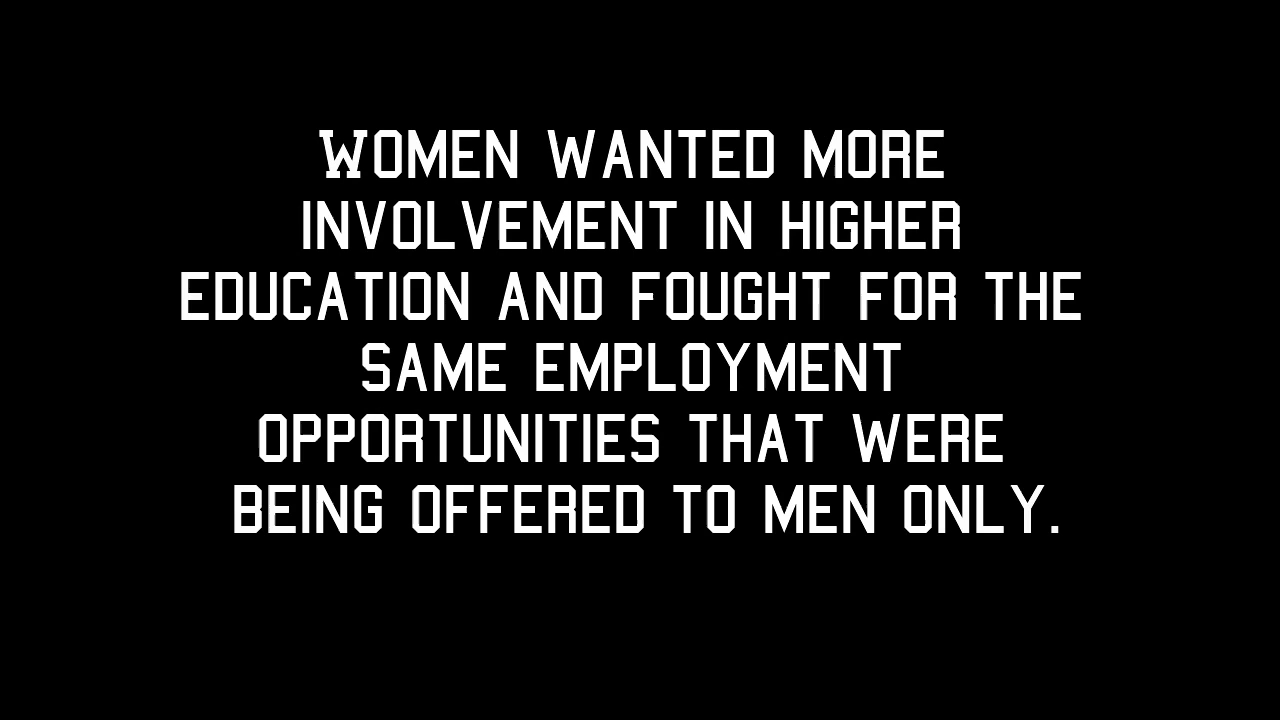 WOMEN WANTED MORE
INVOLVEMENT IN HIGHER
EDUCATION AND FOUGHT FOR THE
SAME EMPLOYMENT
OPPORTUNITIES THAT WERE
BEING OFFERED TO MEN ONLY.